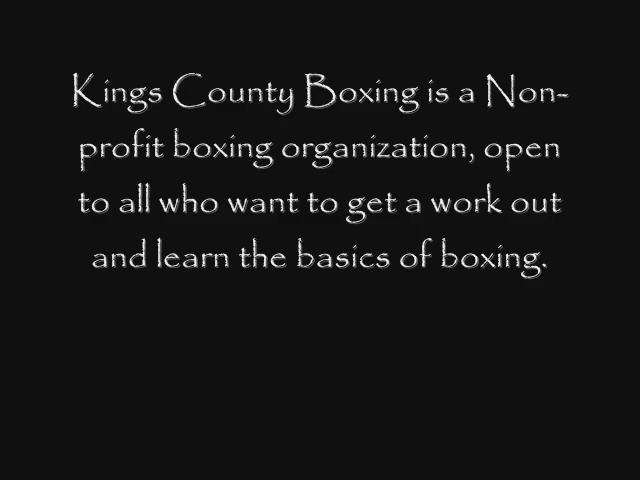 Kings County Boxing is a Non-
profit boxing organization, open
to all who want to get a work out
and learn the basics of boxing.